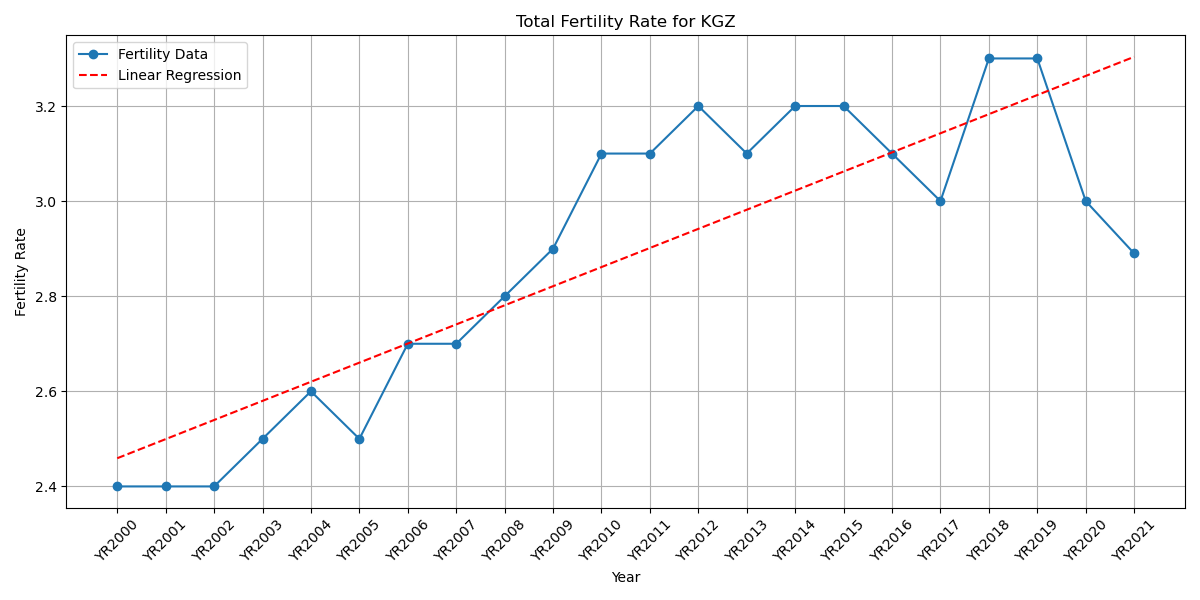 Total Fertility Rate for KGZ
Fertility Data
Linear Regression
Fertility Rate
3.2
3.0
2.8
2.6
2.4
YR2000
YR2001
YR2002
YR2003
YR2004
YR2005
YR2006
YR2007
YR2008
YR2009
YR2010
YR2011
YR2012
YR2013
YR2014
YR2015
YR2016
YR2017
YR2018
YR2019
YR2020
YR2021
Year